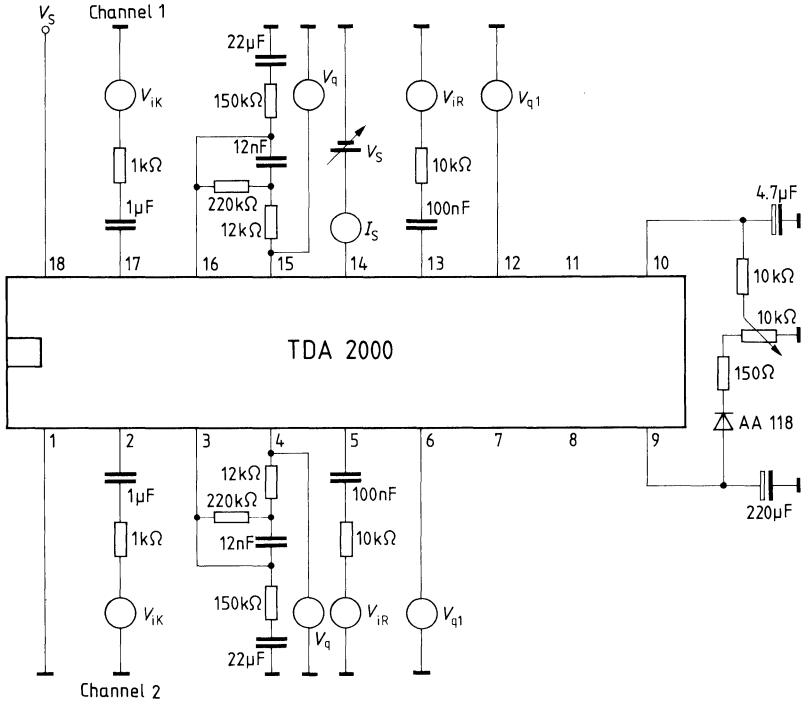 V_S Channel 1
22µF
V_q
V_iK
150kΩ
V_iR
V_q1
12nF
1kΩ
V_S
10kΩ
220kΩ
4.7µF
1µF
12kΩ
I_S
100nF
18 17 16 15 14 13 12 11 10
10kΩ
10kΩ
TDA 2000
150Ω
AA 118
1 2 3 4 5 6 7 8 9
12kΩ
1µF
220kΩ
100nF
220µF
1kΩ
12nF
10kΩ
150kΩ
V_iK
V_q
V_iR
V_q1
22µF
Channel 2